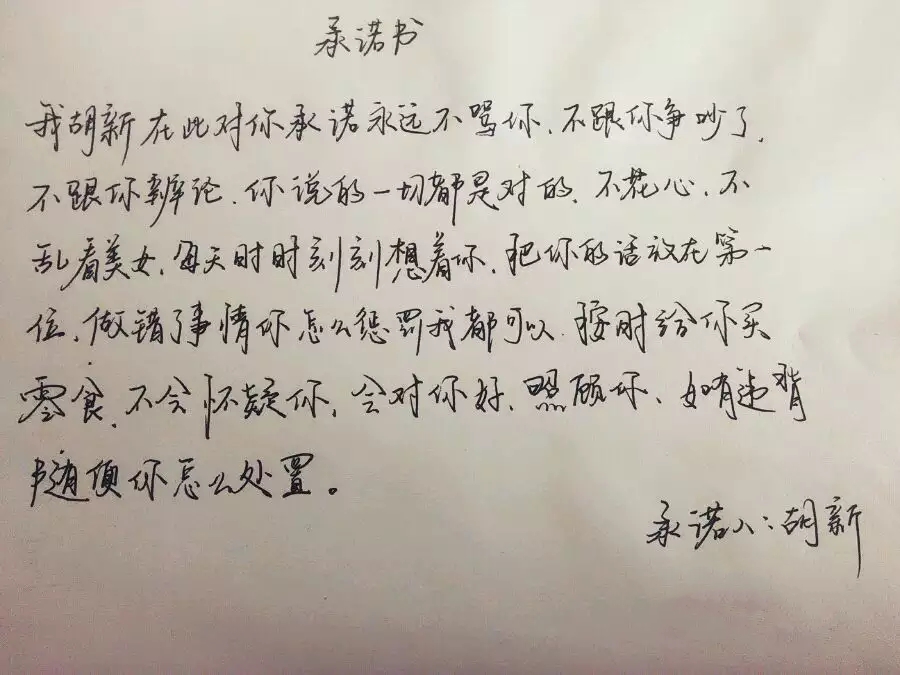 承诺书
我胡新在此对你承诺永远不骂你、不跟你争吵了、
不跟你辨论、你说的一切都是对的、不花心、不
乱看美女、每天时时刻刻想着你、把你的话放在第一
位、做错了事情你怎么惩罚我都可以、按时给你买
零食、不会怀疑你、会对你好、照顾你、如有违背
随便你怎么处置。
承诺人：胡新